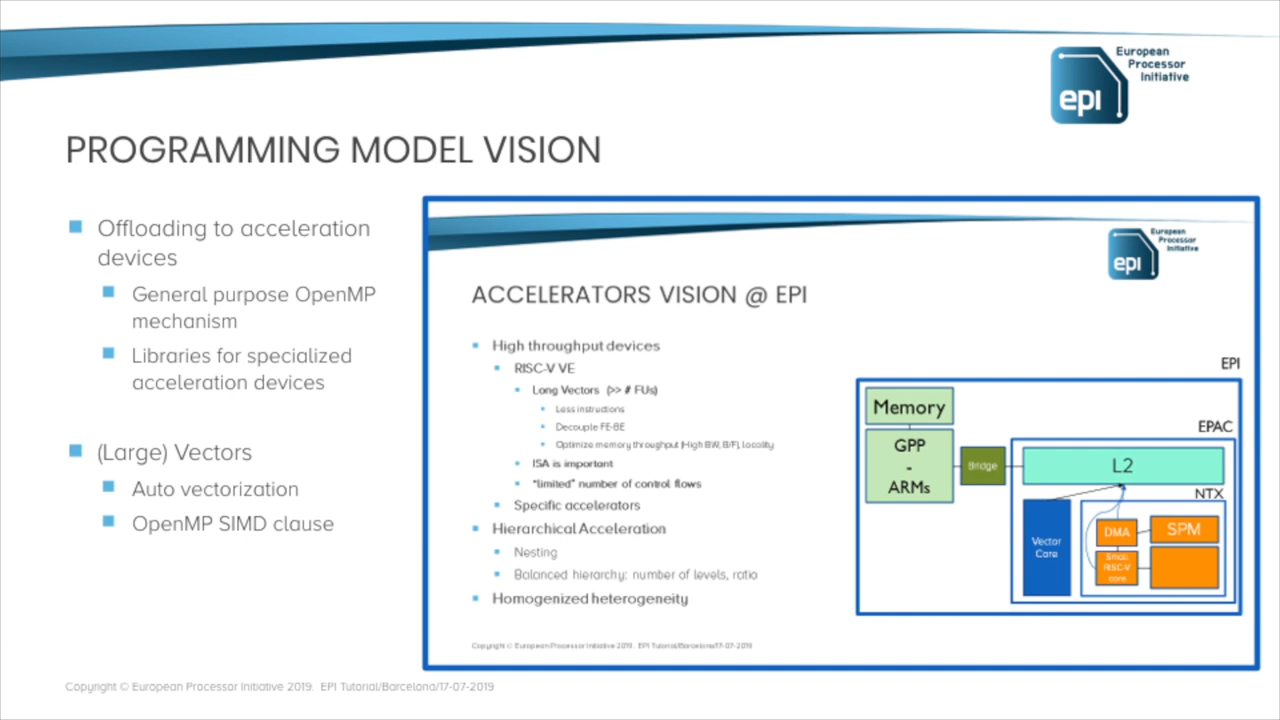 European
Processor
Initiative
epi
PROGRAMMING MODEL VISION
Offloading to acceleration
devices
General purpose OpenMP
mechanism
Libraries for specialized
acceleration devices
(Large) Vectors
Auto vectorization
OpenMP SIMD clause
European
Processor
Initiative
epi
ACCELERATORS VISION @ EPI
High throughput devices
RISC-V VE
Long Vectors (>> # FUs)
Less instructions
Decouple FE-BE
Optimize memory throughput (High BW, B/F), locality
ISA is important
"limited" number of control flows
Specific accelerators
Hierarchical Acceleration
Nesting
Balanced hierarchy: number of levels, ratio
Homogenized heterogeneity
EPI
Memory
GPP
-
ARMs
Bridge
EPAC
L2
NTX
Vector
Core
DMA
SPM
Small
RISC-V
core
Copyright © European Processor Initiative 2019. EPI Tutorial/Barcelona/17-07-2019
Copyright © European Processor Initiative 2019. EPI Tutorial/Barcelona/17-07-2019